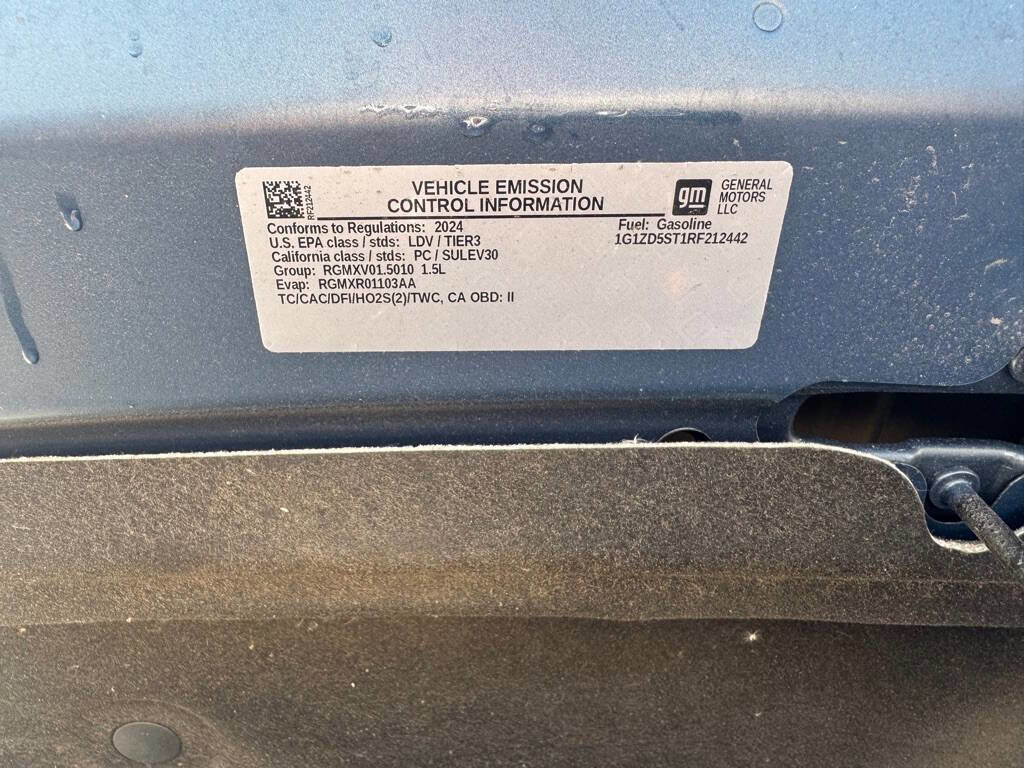 VEHICLE EMISSION
CONTROL INFORMATION
RF212442
gm
GENERAL
MOTORS
LLC
Conforms to Regulations: 2024
Fuel: Gasoline
U.S. EPA class / stds: LDV / TIER3
1G1ZD5ST1RF212442
California class / stds: PC / SULEV30
Group: RGMXV01.5010 1.5L
Evap: RGMXR01103AA
TC/CAC/DFI/HO2S(2)/TWC, CA OBD: II